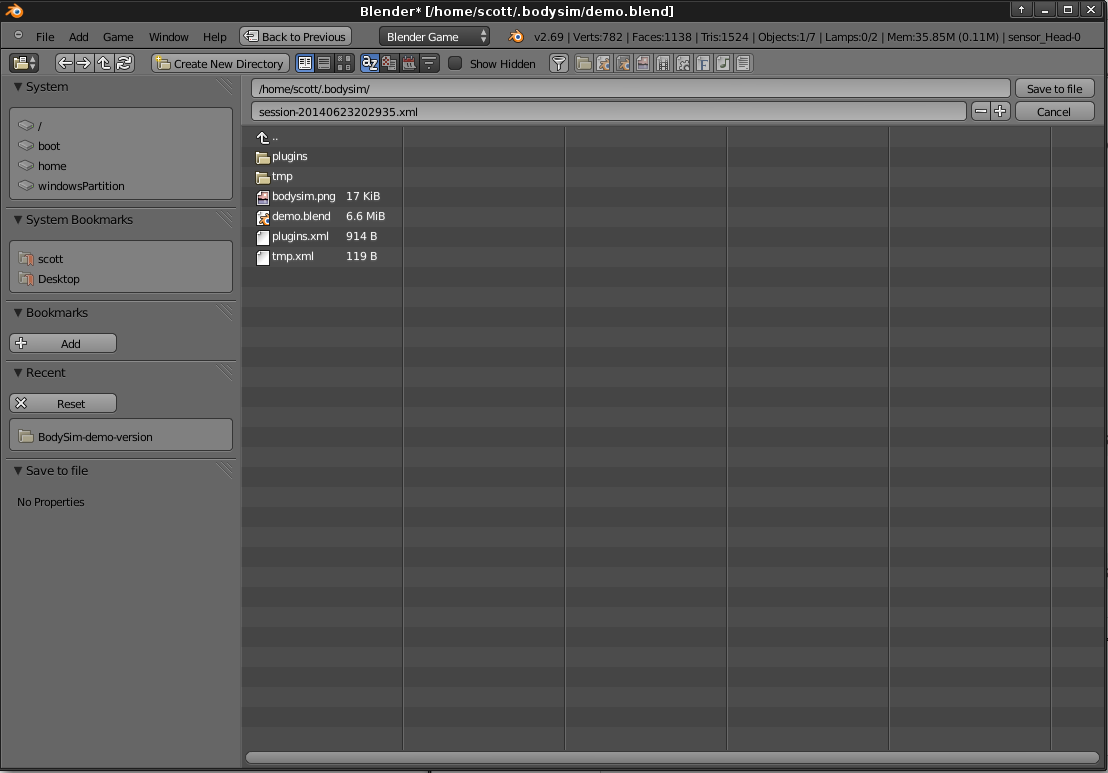 Blender* [/home/scott/.bodysim/demo.blend]
File Add Game Window Help Back to Previous Blender Game v2.69 | Verts:782 | Faces:1138 | Tris:1524 | Objects:1/7 | Lamps:0/2 | Mem:35.85M (0.11M) | sensor_Head-0
Create New Directory az Show Hidden F
System
/
boot
home
windowsPartition
System Bookmarks
scott
Desktop
Bookmarks
Add
Recent
Reset
BodySim-demo-version
Save to file
No Properties
/home/scott/.bodysim/ Save to file
session-20140623202935.xml Cancel
..
plugins
tmp
bodysim.png 17 KiB
demo.blend 6.6 MiB
plugins.xml 914 B
tmp.xml 119 B